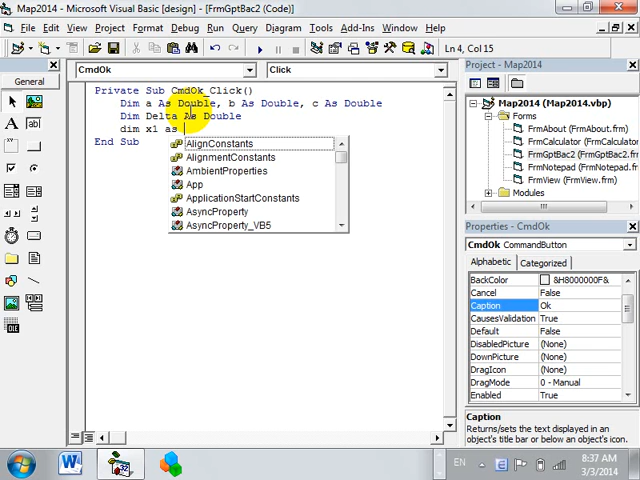 Map2014 - Microsoft Visual Basic [design] - [FrmGptBac2 (Code)]
File Edit View Project Format Debug Run Query Diagram Tools Add-Ins Window Help
Ln 4, Col 15
General
CmdOk
Click
Private Sub CmdOk_Click()
Dim a As Double, b As Double, c As Double
Dim Delta As Double
dim x1 as
End Sub
AlignConstants
AlignmentConstants
AmbientProperties
App
ApplicationStartConstants
AsyncProperty
AsyncProperty_VB5
Project - Map2014
Map2014 (Map2014.vbp)
Forms
FrmAbout (FrmAbout.frm)
FrmCalculator (FrmCalculator.frm)
FrmGptBac2 (FrmGptBac2.frm)
FrmNotepad (FrmNotepad.frm)
FrmView (FrmView.frm)
Modules
Properties - CmdOk
CmdOk CommandButton
Alphabetic Categorized
BackColor &H8000000F&
Cancel False
Caption Ok
CausesValidation True
Default False
DisabledPicture (None)
DownPicture (None)
DragIcon (None)
DragMode 0 - Manual
Enabled True
Caption
Returns/sets the text displayed in an object's title bar or below an object's icon.
EN
8:37 AM
3/3/2014